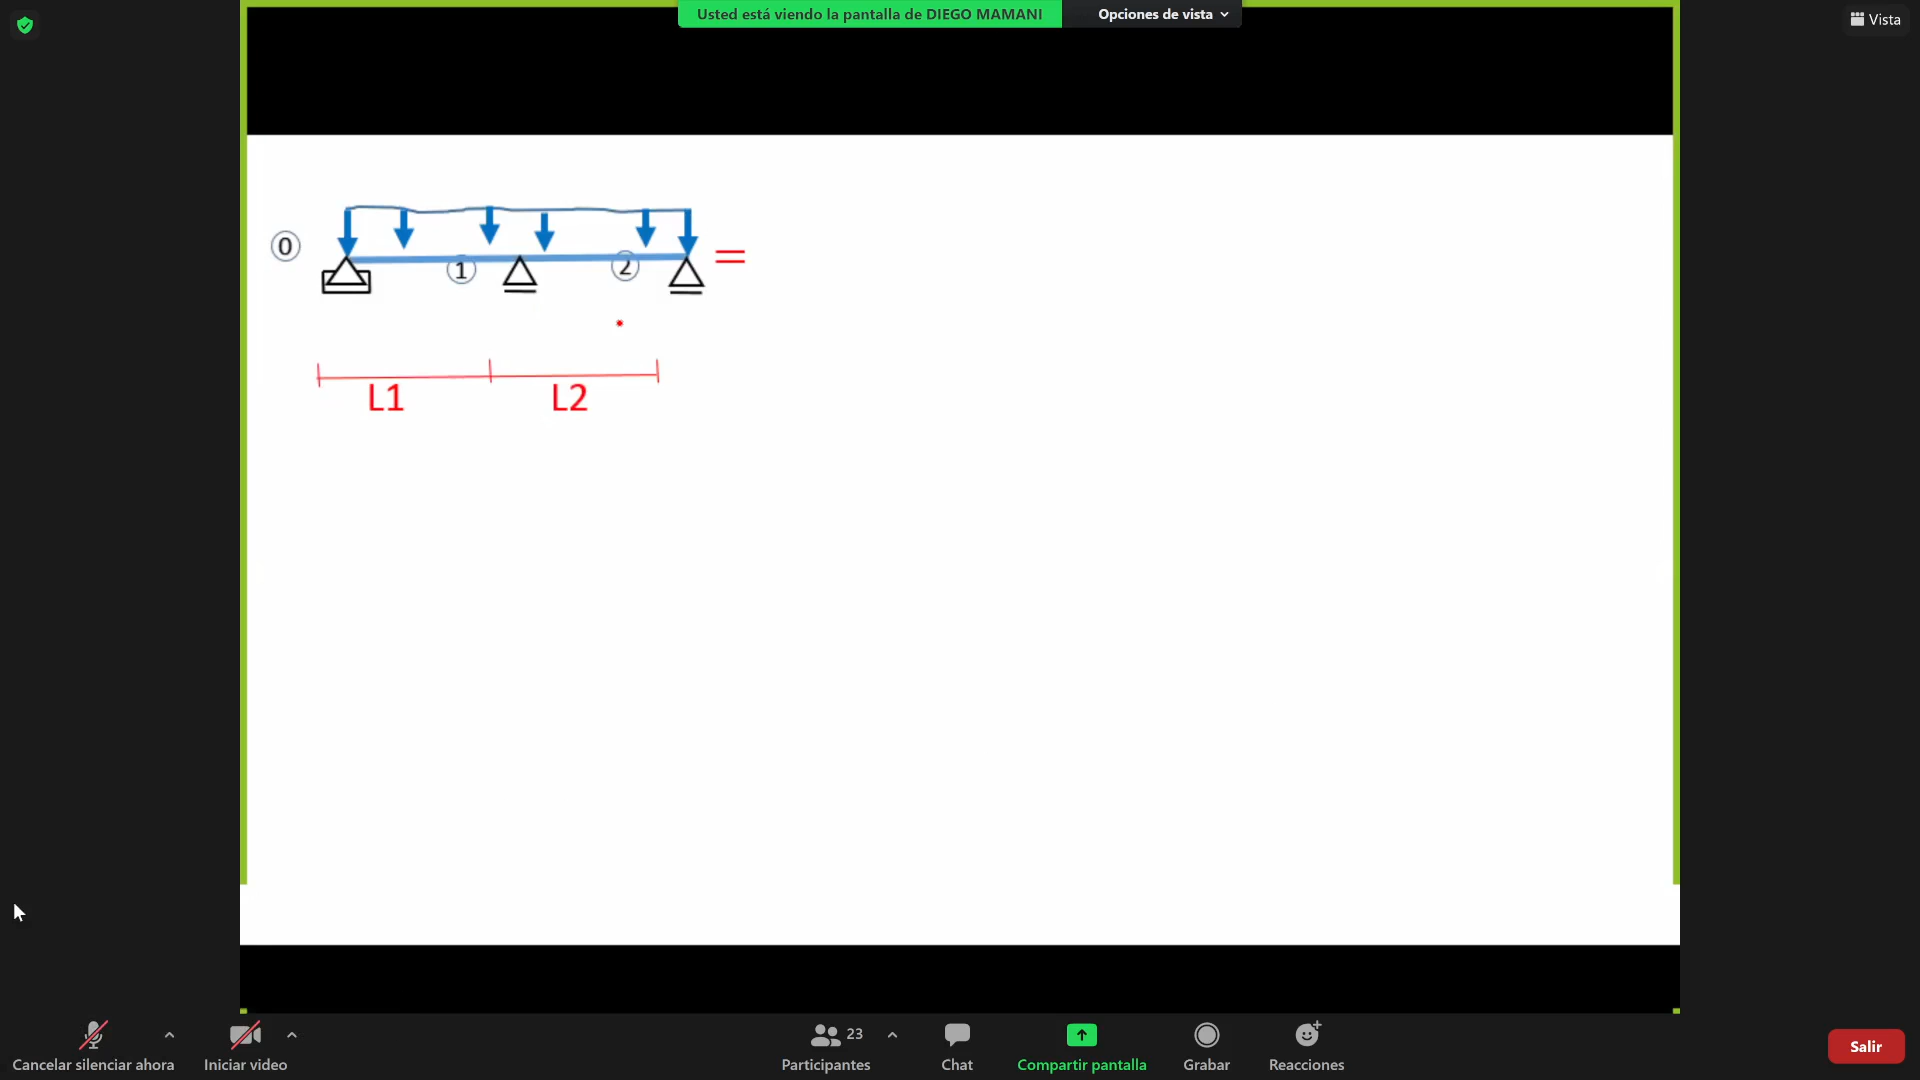 Usted está viendo la pantalla de DIEGO MAMANI
Opciones de vista
Vista
0
1
2
=
L1
L2
23
Cancelar silenciar ahora
Iniciar video
Participantes
Chat
Compartir pantalla
Grabar
Reacciones
Salir